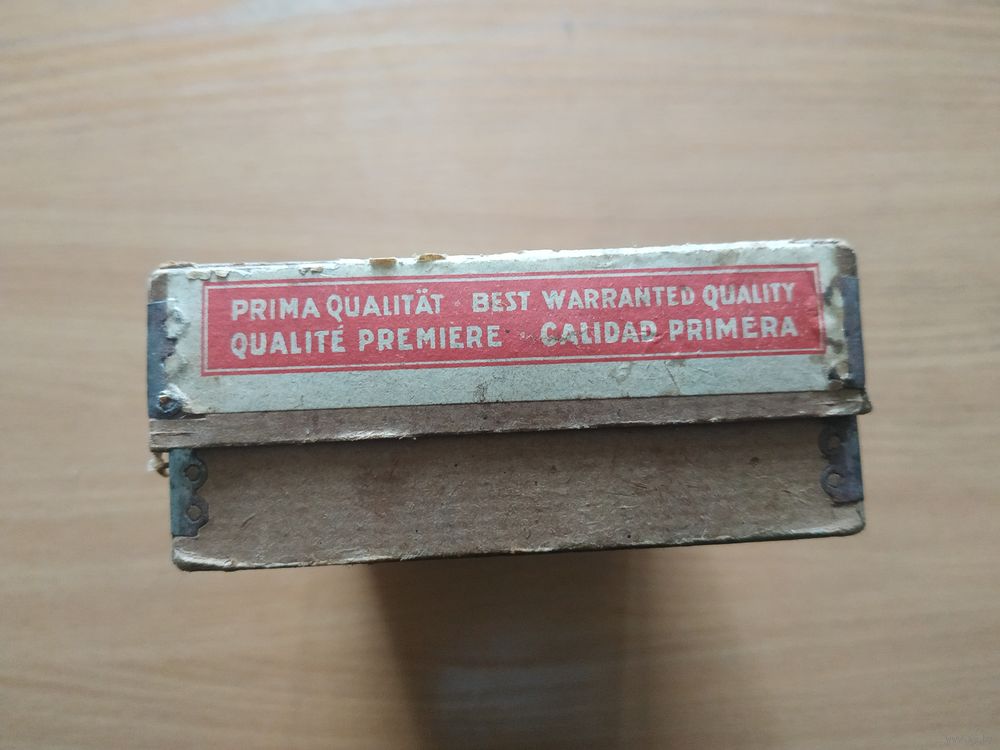 PRIMA QUALITÄT · BEST WARRANTED QUALITY
QUALITÉ PREMIERE · CALIDAD PRIMERA